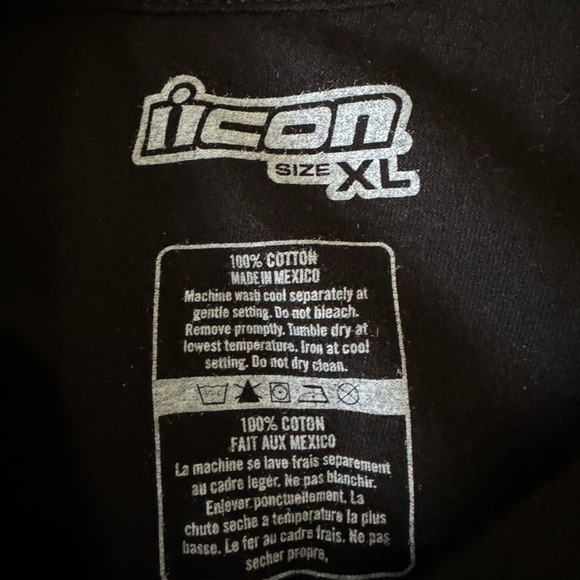 iicon
SIZE XL
100% COTTON
MADE IN MEXICO
Machine wash cool separately at
gentle setting. Do not bleach.
Remove promptly. Tumble dry at
lowest temperature. Iron at cool
setting. Do not dry clean.
100% COTON
FAIT AUX MEXICO
La machine se lave frais separement
au cadre leger. Ne pas blanchir.
Enlever ponctuellement. La
chute seche a temperature la plus
basse. Le fer au cadre frais. Ne pas
secher propre.